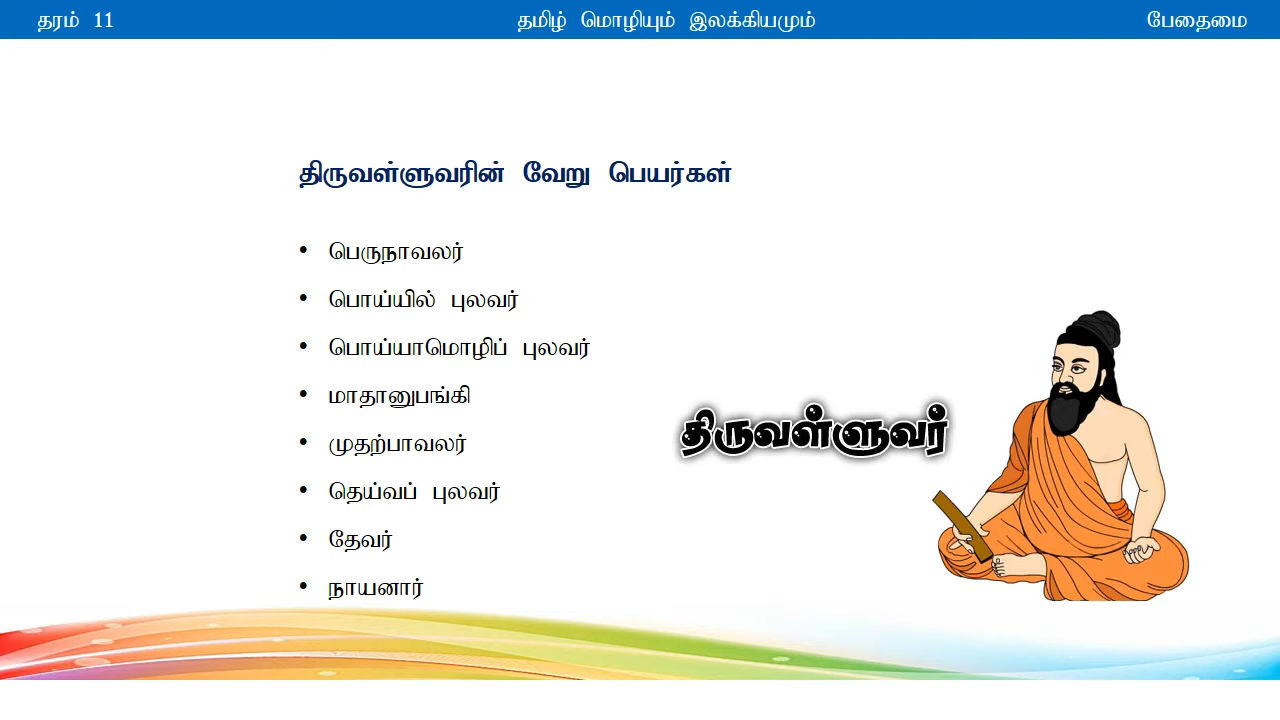 தரம் 11 தமிழ் மொழியும் இலக்கியமும் பேதைமை
திருவள்ளுவரின் வேறு பெயர்கள்
• பெருநாவலர்
• பொய்யில் புலவர்
• பொய்யாமொழிப் புலவர்
• மாதானுபங்கி
• முதற்பாவலர்
• தெய்வப் புலவர்
• தேவர்
• நாயனார்
திருவள்ளுவர்